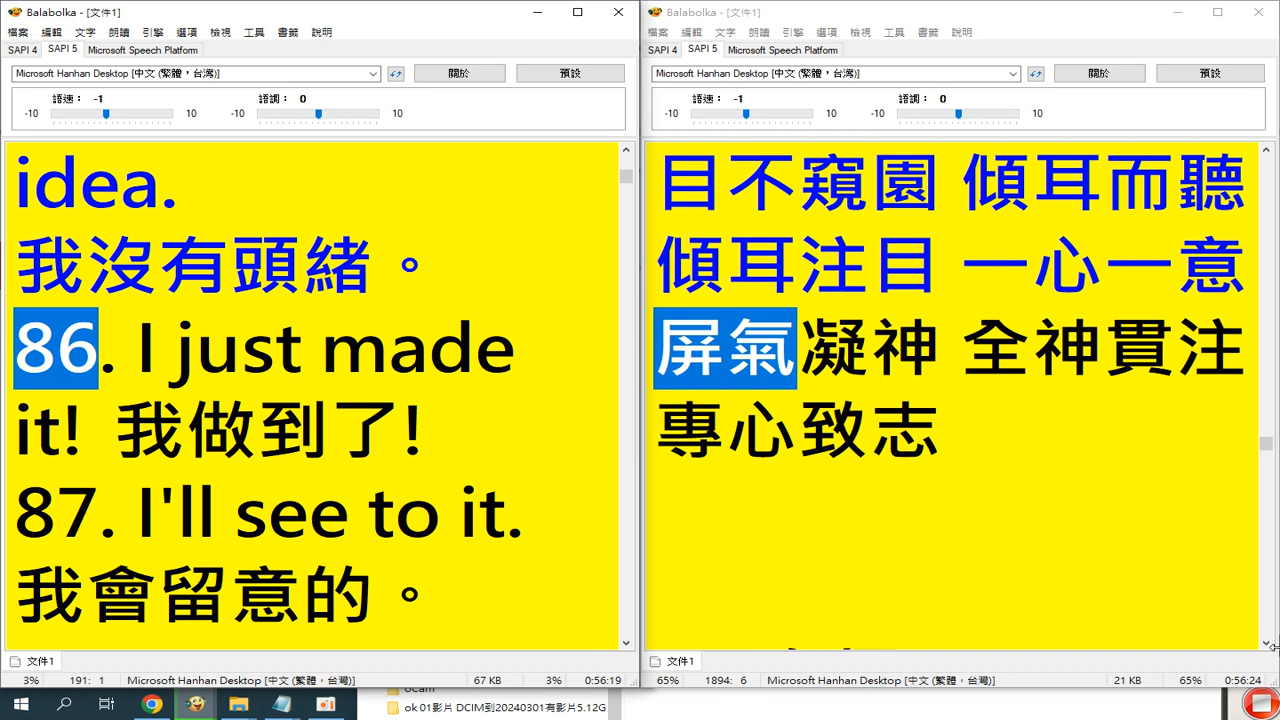 Balabolka - [文件1]
檔案 編輯 文字 朗讀 引擎 選項 檢視 工具 書籤 說明
SAPI 4 SAPI 5 Microsoft Speech Platform
Microsoft Hanhan Desktop [中文 (繁體，台灣)] 關於 預設
語速： -1 語調： 0
-10 10 -10 10
idea.
我沒有頭緒。
86. I just made
it! 我做到了!
87. I'll see to it.
我會留意的。
文件1
3% 191: 1 Microsoft Hanhan Desktop [中文 (繁體，台灣)] 67 KB 3% 0:56:19
Balabolka - [文件1]
檔案 編輯 文字 朗讀 引擎 選項 檢視 工具 書籤 說明
SAPI 4 SAPI 5 Microsoft Speech Platform
Microsoft Hanhan Desktop [中文 (繁體，台灣)] 關於 預設
語速： -1 語調： 0
-10 10 -10 10
目不窺園 傾耳而聽
傾耳注目 一心一意
屏氣凝神 全神貫注
專心致志
文件1
65% 1894: 6 Microsoft Hanhan Desktop [中文 (繁體，台灣)] 21 KB 65% 0:56:24
oCam
ok 01影片 DCIM到20240301有影片5.12G